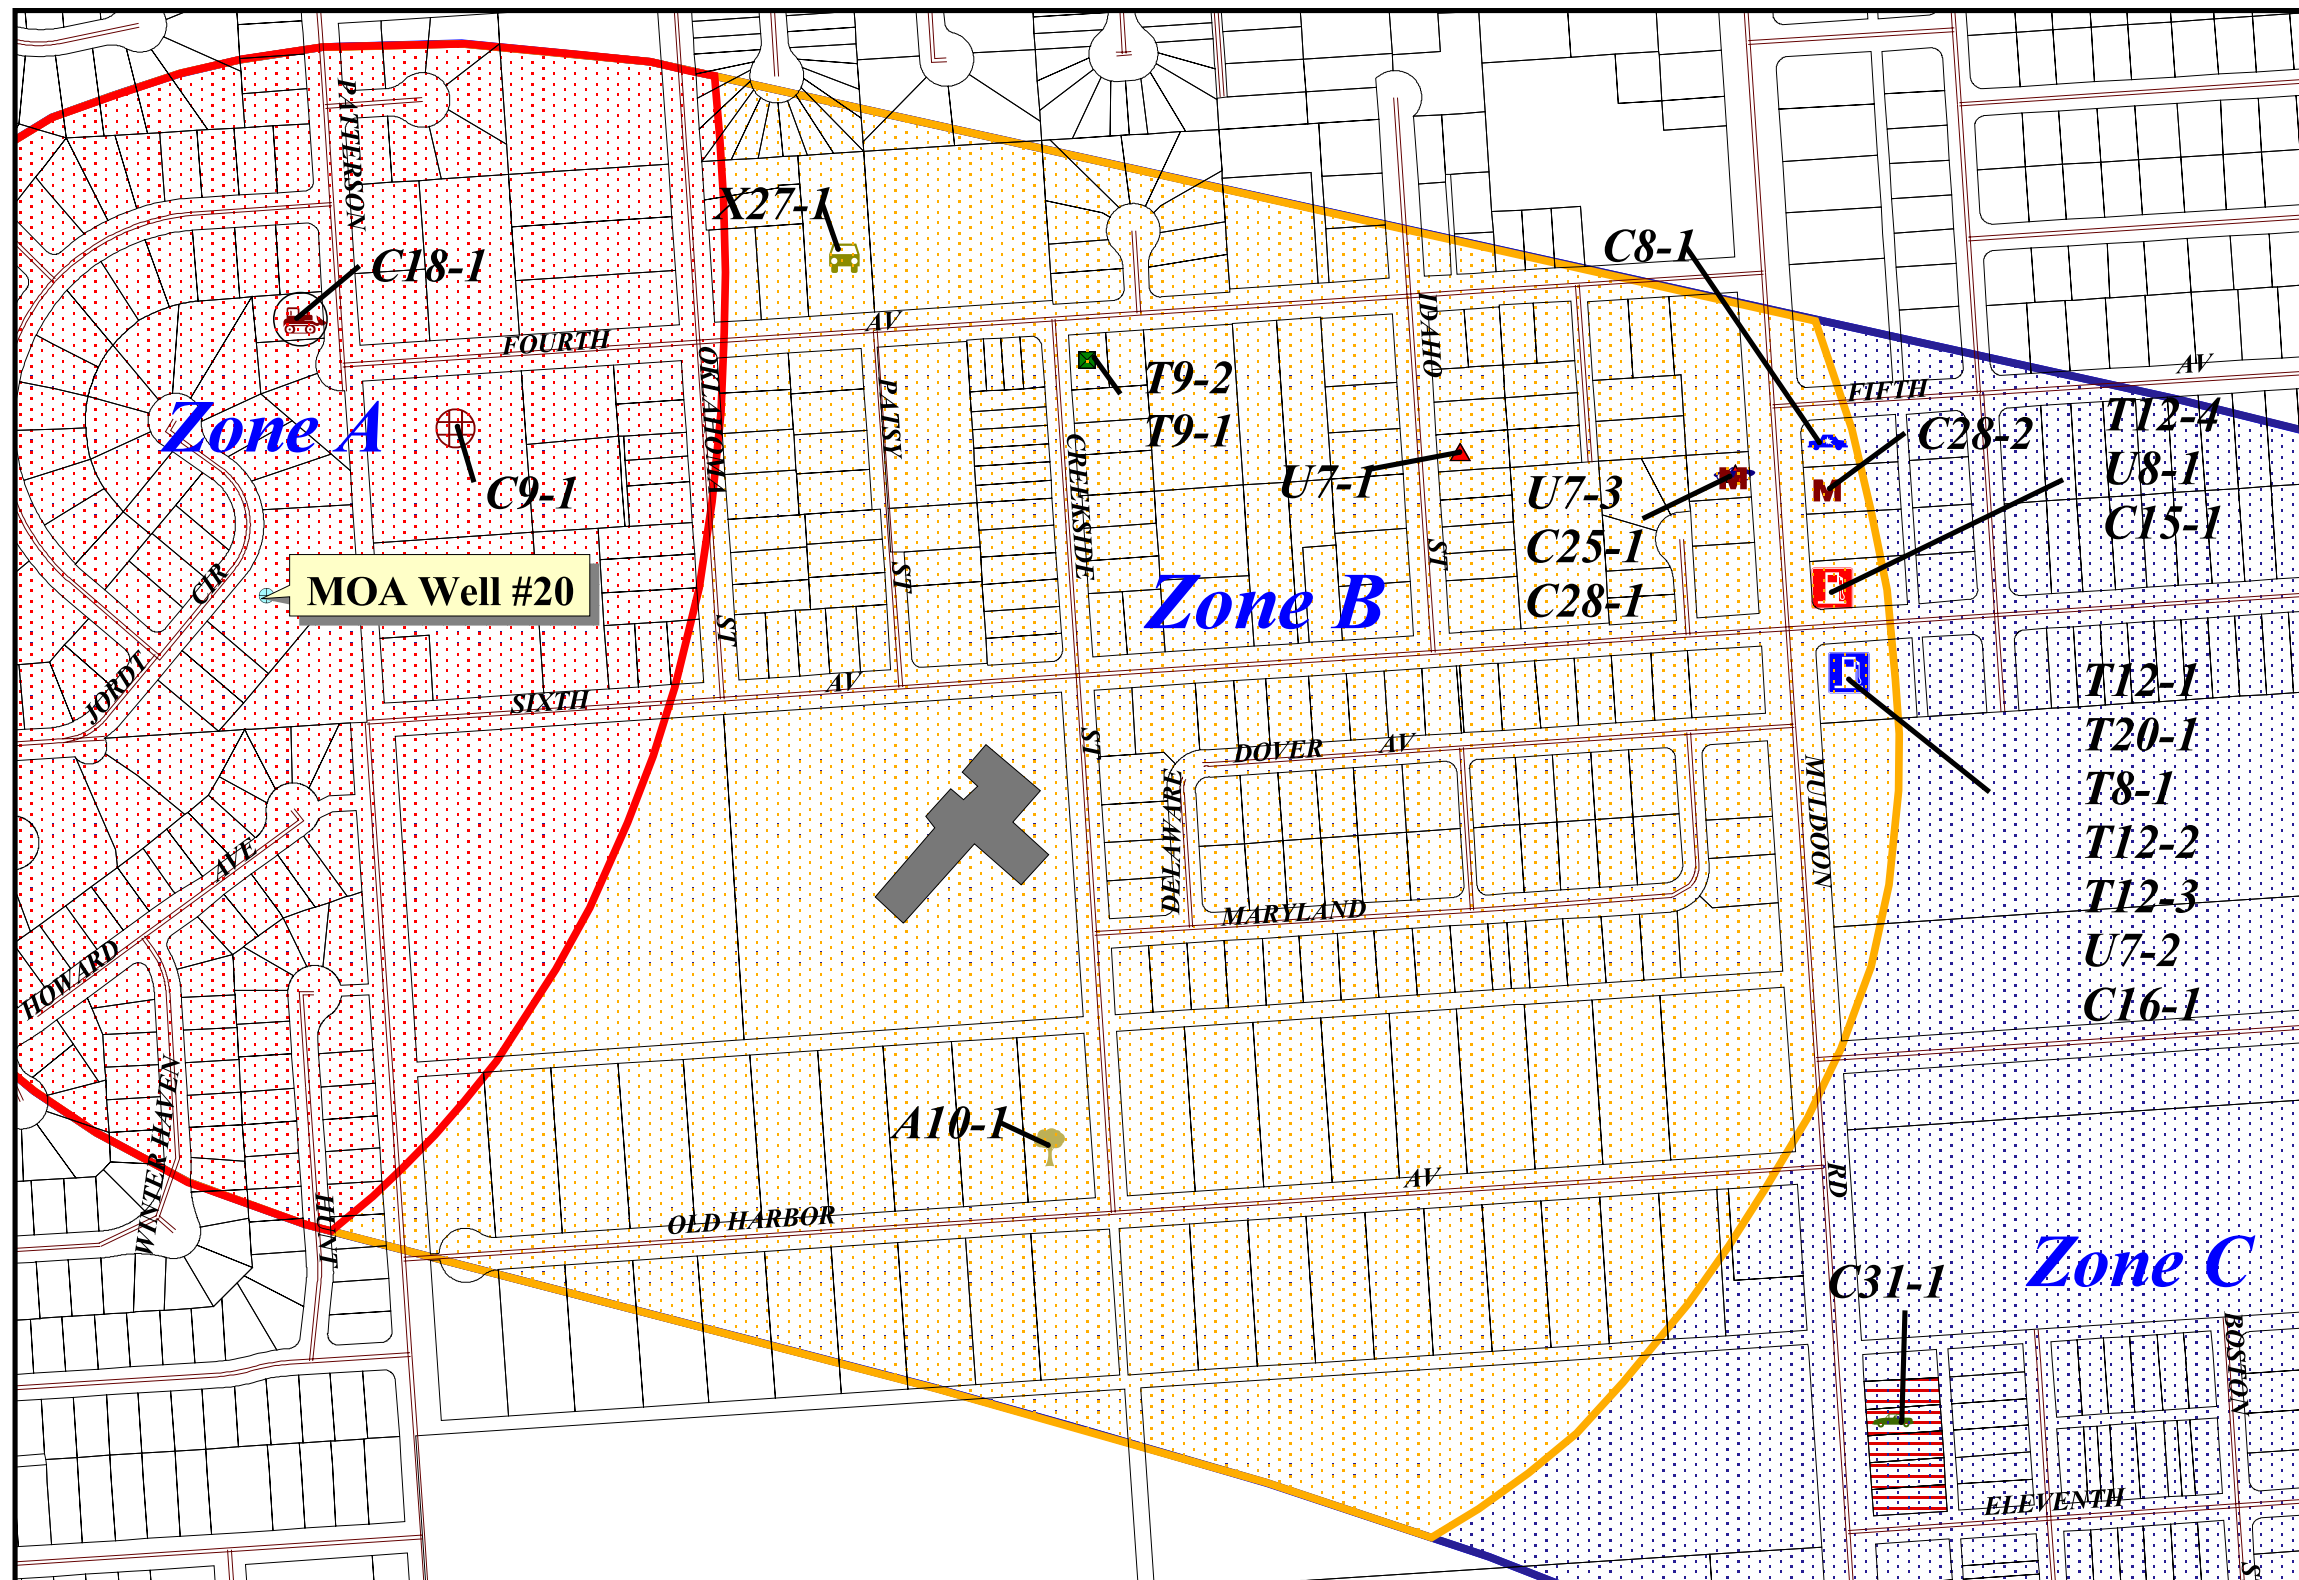 PATTERSON
X27-1
C18-1
C8-1
FOURTH
AV
IDAHO
OKLAHOMA
PATSY
T9-2
T9-1
FIFTH
AV
Zone A
C9-1
CREEKSIDE
U7-1
U7-3
C25-1
C28-1
C28-2
T12-4
U8-1
C15-1
MOA Well #20
CIR
JORDT
ST
ST
ST
Zone B
SIXTH
AV
ST
DOVER
AV
DELAWARE
MULDOON
T12-1
T20-1
T8-1
T12-2
T12-3
U7-2
C16-1
MARYLAND
HOWARD
AVE
WINTER HAVEN
HUNT
A10-1
OLD HARBOR
AV
RD
Zone C
C31-1
BOSTON
ELEVENTH
S